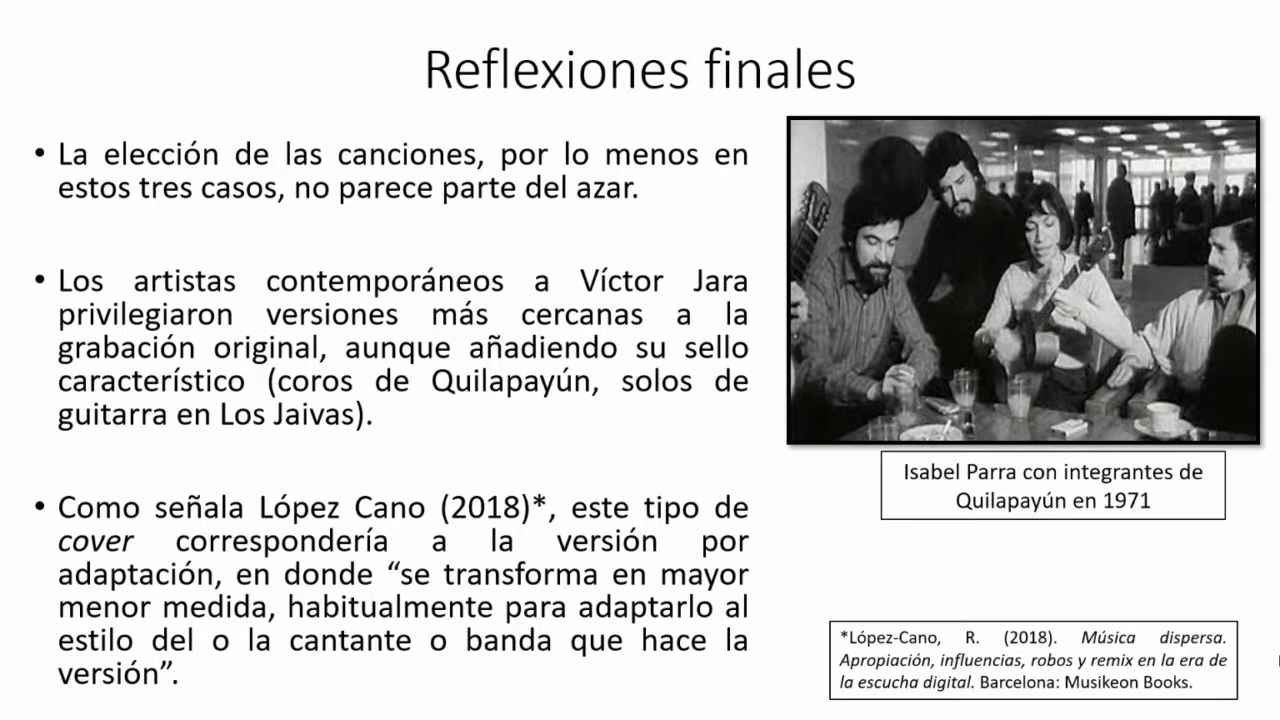 Reflexiones finales
• La elección de las canciones, por lo menos en
estos tres casos, no parece parte del azar.
• Los artistas contemporáneos a Víctor Jara
privilegiaron versiones más cercanas a la
grabación original, aunque añadiendo su sello
característico (coros de Quilapayún, solos de
guitarra en Los Jaivas).
• Como señala López Cano (2018)*, este tipo de
cover correspondería a la versión por
adaptación, en donde “se transforma en mayor
menor medida, habitualmente para adaptarlo al
estilo del o la cantante o banda que hace la
versión”.
Isabel Parra con integrantes de
Quilapayún en 1971
*López-Cano, R. (2018). Música dispersa.
Apropiación, influencias, robos y remix en la era de
la escucha digital. Barcelona: Musikeon Books.